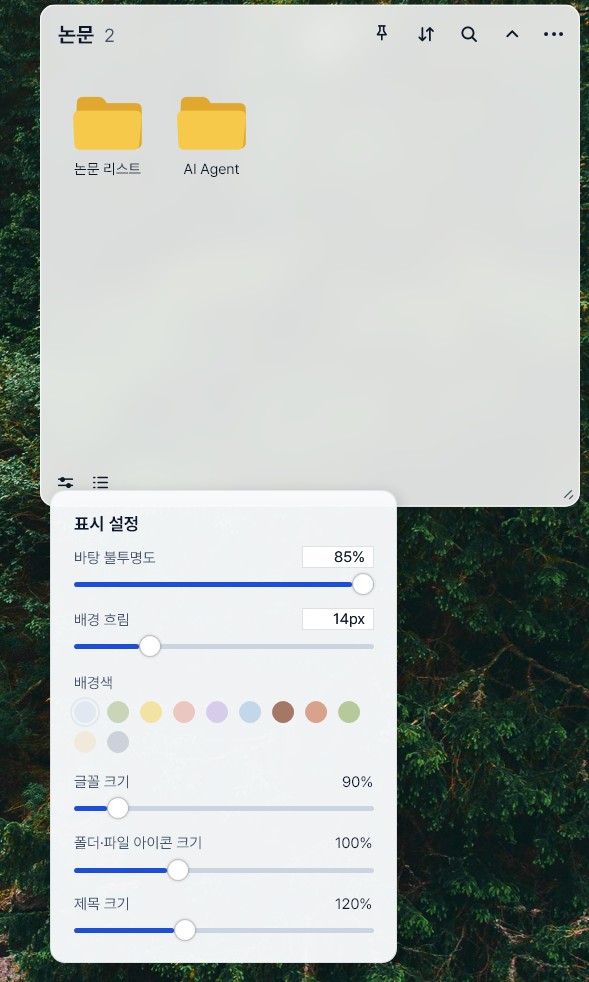 논문 2
논문 리스트
AI Agent
표시 설정
바탕 불투명도 85%
배경 흐림 14px
배경색
글꼴 크기 90%
폴더·파일 아이콘 크기 100%
제목 크기 120%